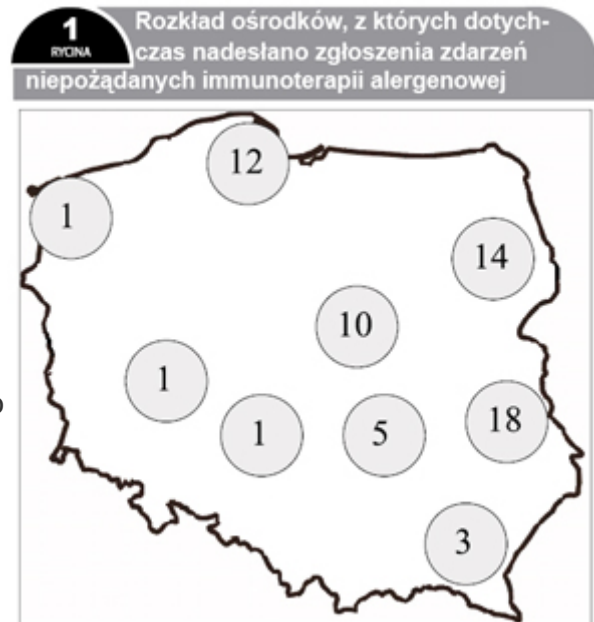 1
RYCINA
Rozkład ośrodków, z których dotych-
czas nadesłano zgłoszenia zdarzeń
niepożądanych immunoterapii alergenowej
12
1
14
10
1
18
1
5
3